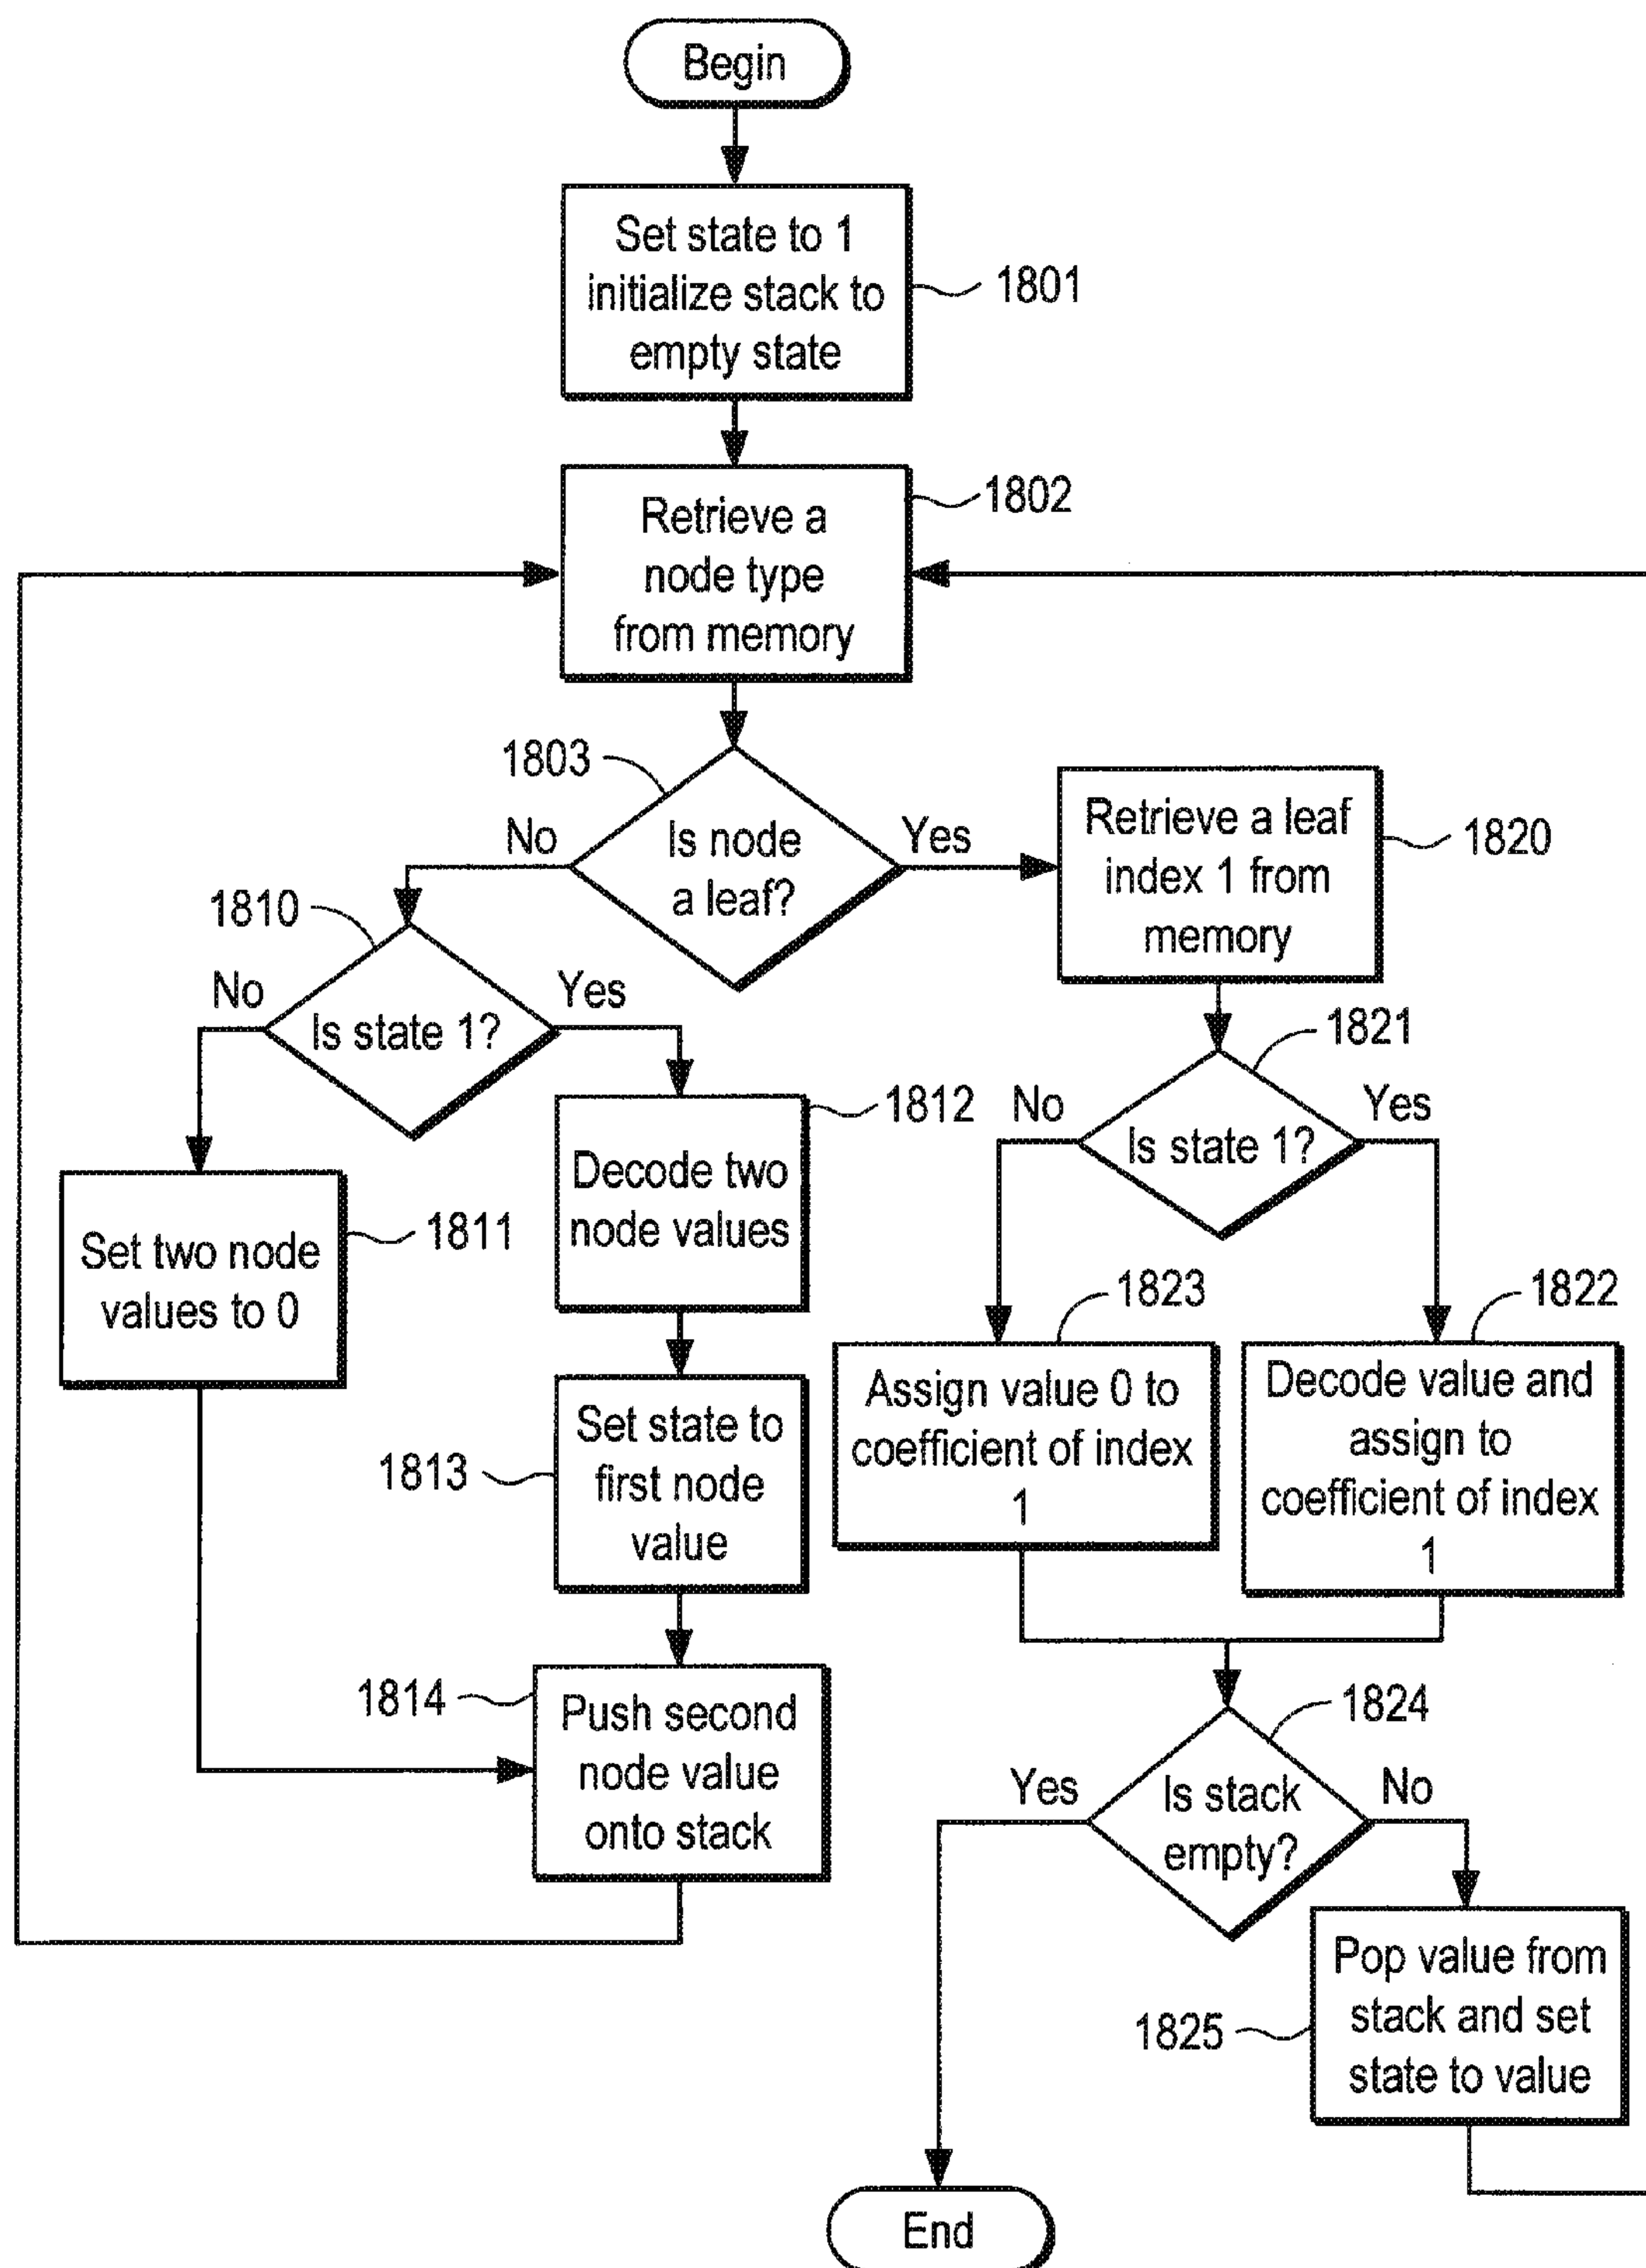 Begin
Set state to 1
initialize stack to
empty state
1801
Retrieve a
node type
from memory
1802
1803
Is node
a leaf?
No
Yes
Retrieve a leaf
index 1 from
memory
1820
1810
Is state 1?
No
Yes
1821
Is state 1?
No
Yes
Set two node
values to 0
1811
Decode two
node values
1812
Set state to
first node
value
1813
Assign value 0 to
coefficient of index
1
1823
Decode value and
assign to
coefficient of index
1
1822
Push second
node value
onto stack
1814
1824
Is stack
empty?
Yes
No
Pop value from
stack and set
state to value
1825
End